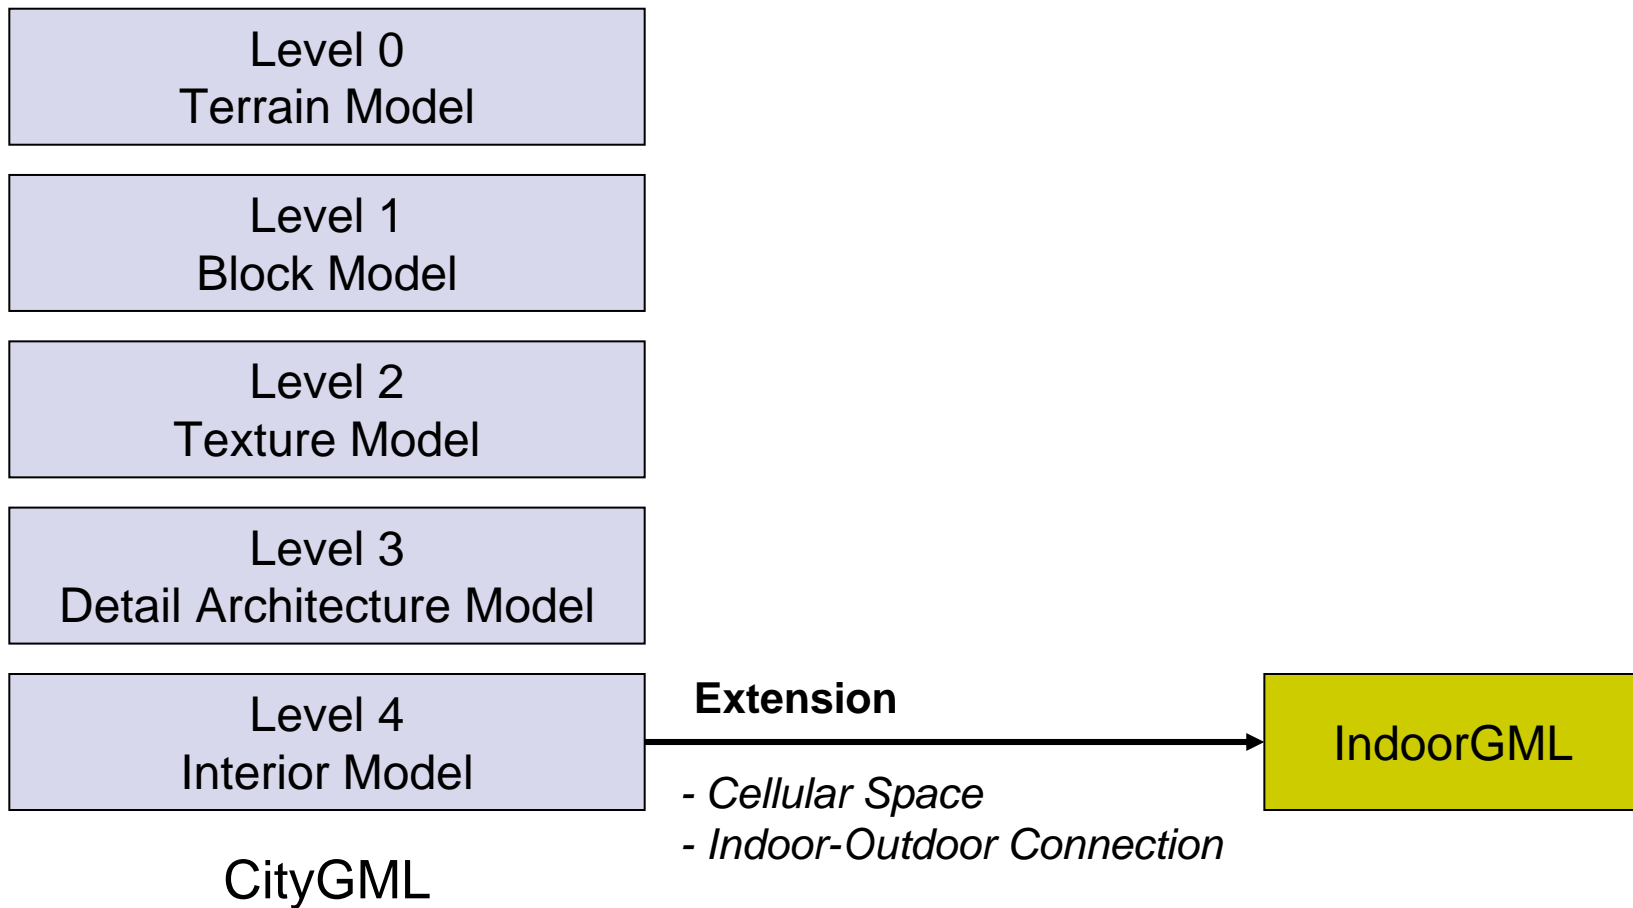 Level 0
Terrain Model
Level 1
Block Model
Level 2
Texture Model
Level 3
Detail Architecture Model
Level 4
Interior Model
CityGML
Extension
- Cellular Space
- Indoor-Outdoor Connection
IndoorGML